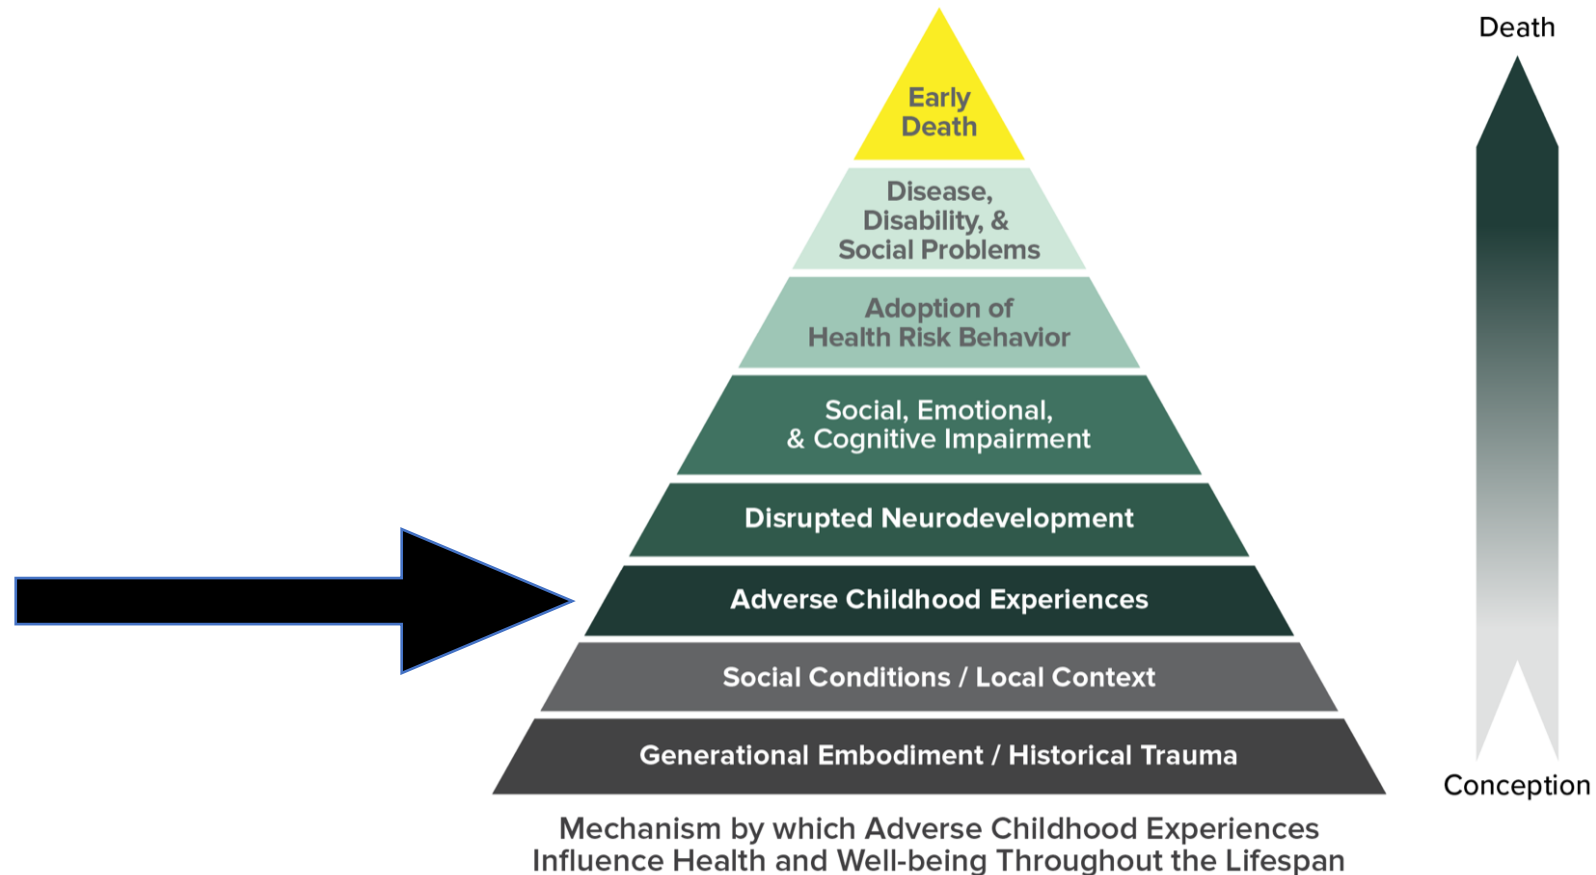 Death
Early
Death
Disease,
Disability, &
Social Problems
Adoption of
Health Risk Behavior
Social, Emotional,
& Cognitive Impairment
Disrupted Neurodevelopment
Adverse Childhood Experiences
Social Conditions / Local Context
Generational Embodiment / Historical Trauma
Conception
Mechanism by which Adverse Childhood Experiences
Influence Health and Well-being Throughout the Lifespan